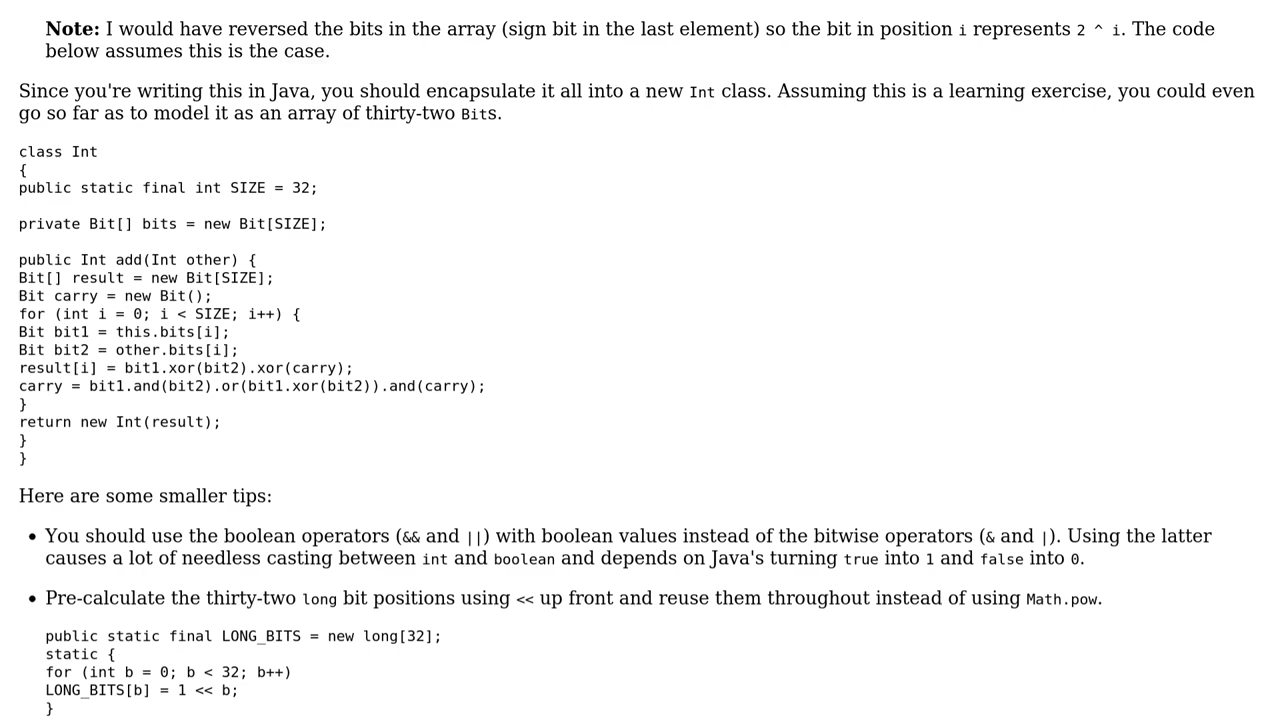 Note: I would have reversed the bits in the array (sign bit in the last element) so the bit in position i represents 2 ^ i. The code
below assumes this is the case.
Since you're writing this in Java, you should encapsulate it all into a new Int class. Assuming this is a learning exercise, you could even
go so far as to model it as an array of thirty-two Bits.
class Int
{
public static final int SIZE = 32;
private Bit[] bits = new Bit[SIZE];
public Int add(Int other) {
Bit[] result = new Bit[SIZE];
Bit carry = new Bit();
for (int i = 0; i < SIZE; i++) {
Bit bit1 = this.bits[i];
Bit bit2 = other.bits[i];
result[i] = bit1.xor(bit2).xor(carry);
carry = bit1.and(bit2).or(bit1.xor(bit2)).and(carry);
}
return new Int(result);
}
}
Here are some smaller tips:
• You should use the boolean operators (&& and ||) with boolean values instead of the bitwise operators (& and |). Using the latter
causes a lot of needless casting between int and boolean and depends on Java's turning true into 1 and false into 0.
• Pre-calculate the thirty-two long bit positions using << up front and reuse them throughout instead of using Math.pow.
public static final LONG_BITS = new long[32];
static {
for (int b = 0; b < 32; b++)
LONG_BITS[b] = 1 << b;
}